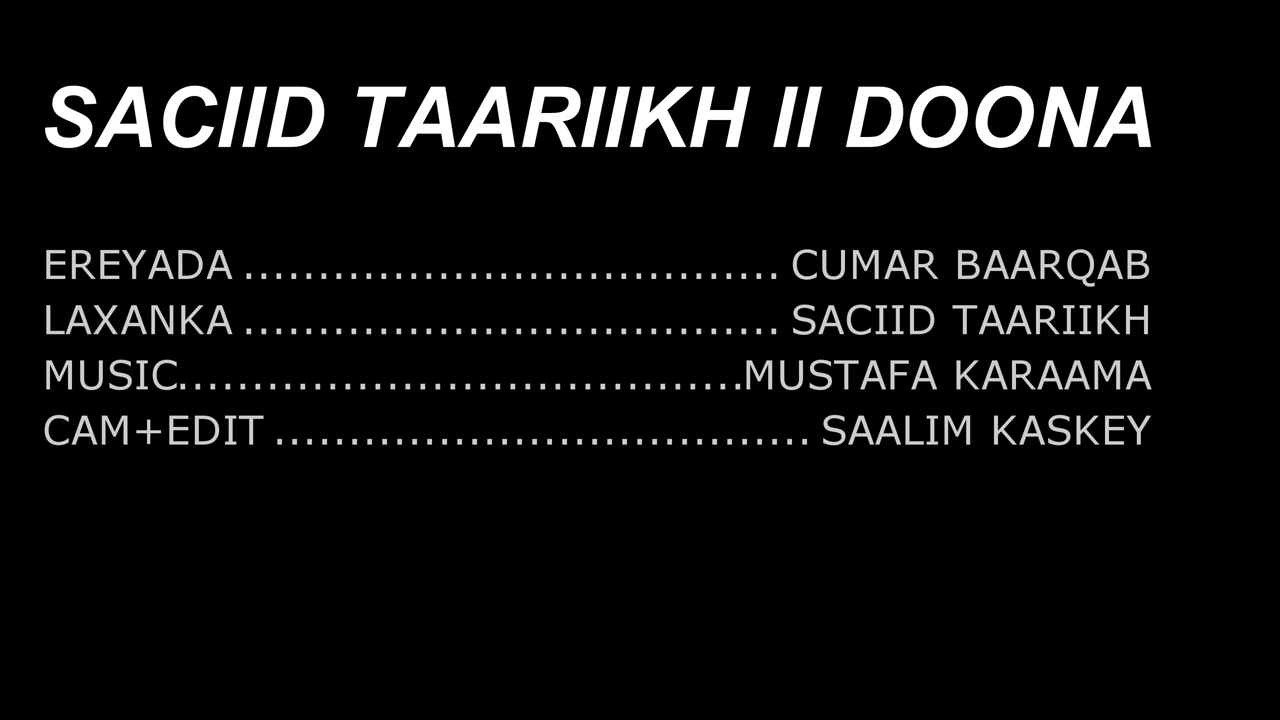 SACIID TAARIIKH II DOONA
EREYADA .................................... CUMAR BAARQAB
LAXANKA .................................... SACIID TAARIIKH
MUSIC......................................MUSTAFA KARAAMA
CAM+EDIT .................................... SAALIM KASKEY